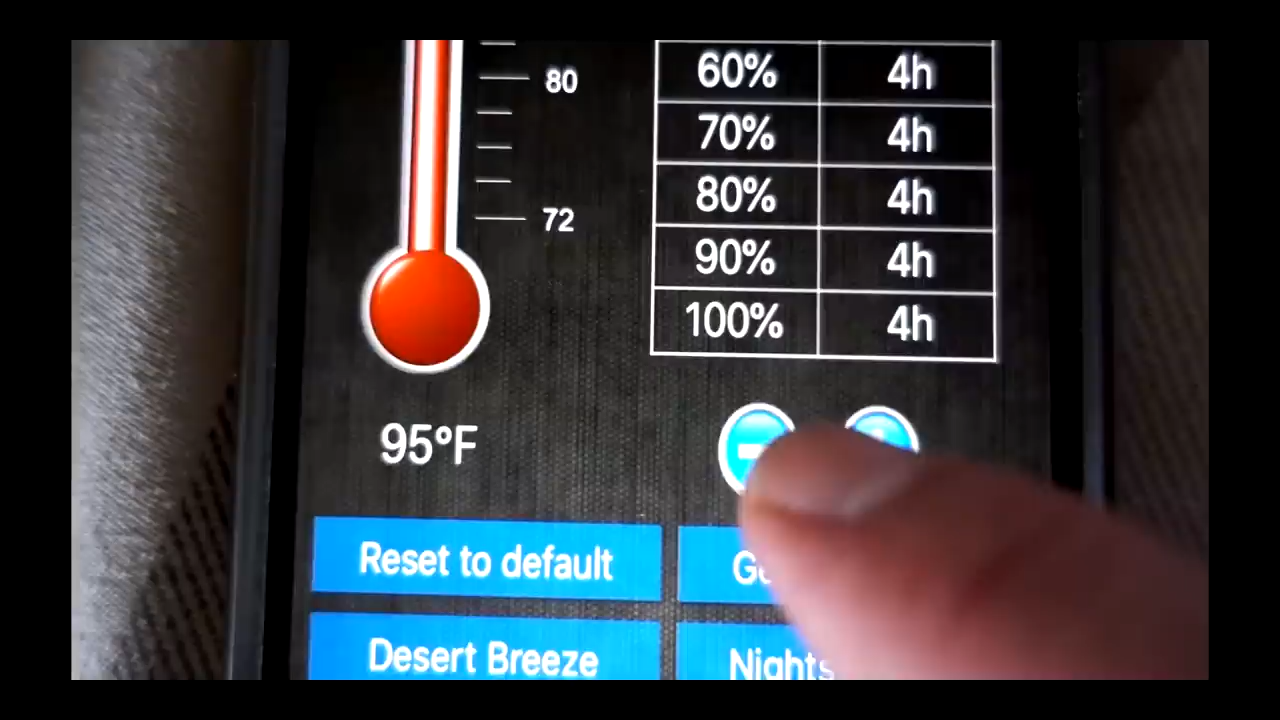 80
72
95°F
60% 4h
70% 4h
80% 4h
90% 4h
100% 4h
Reset to default
Desert Breeze